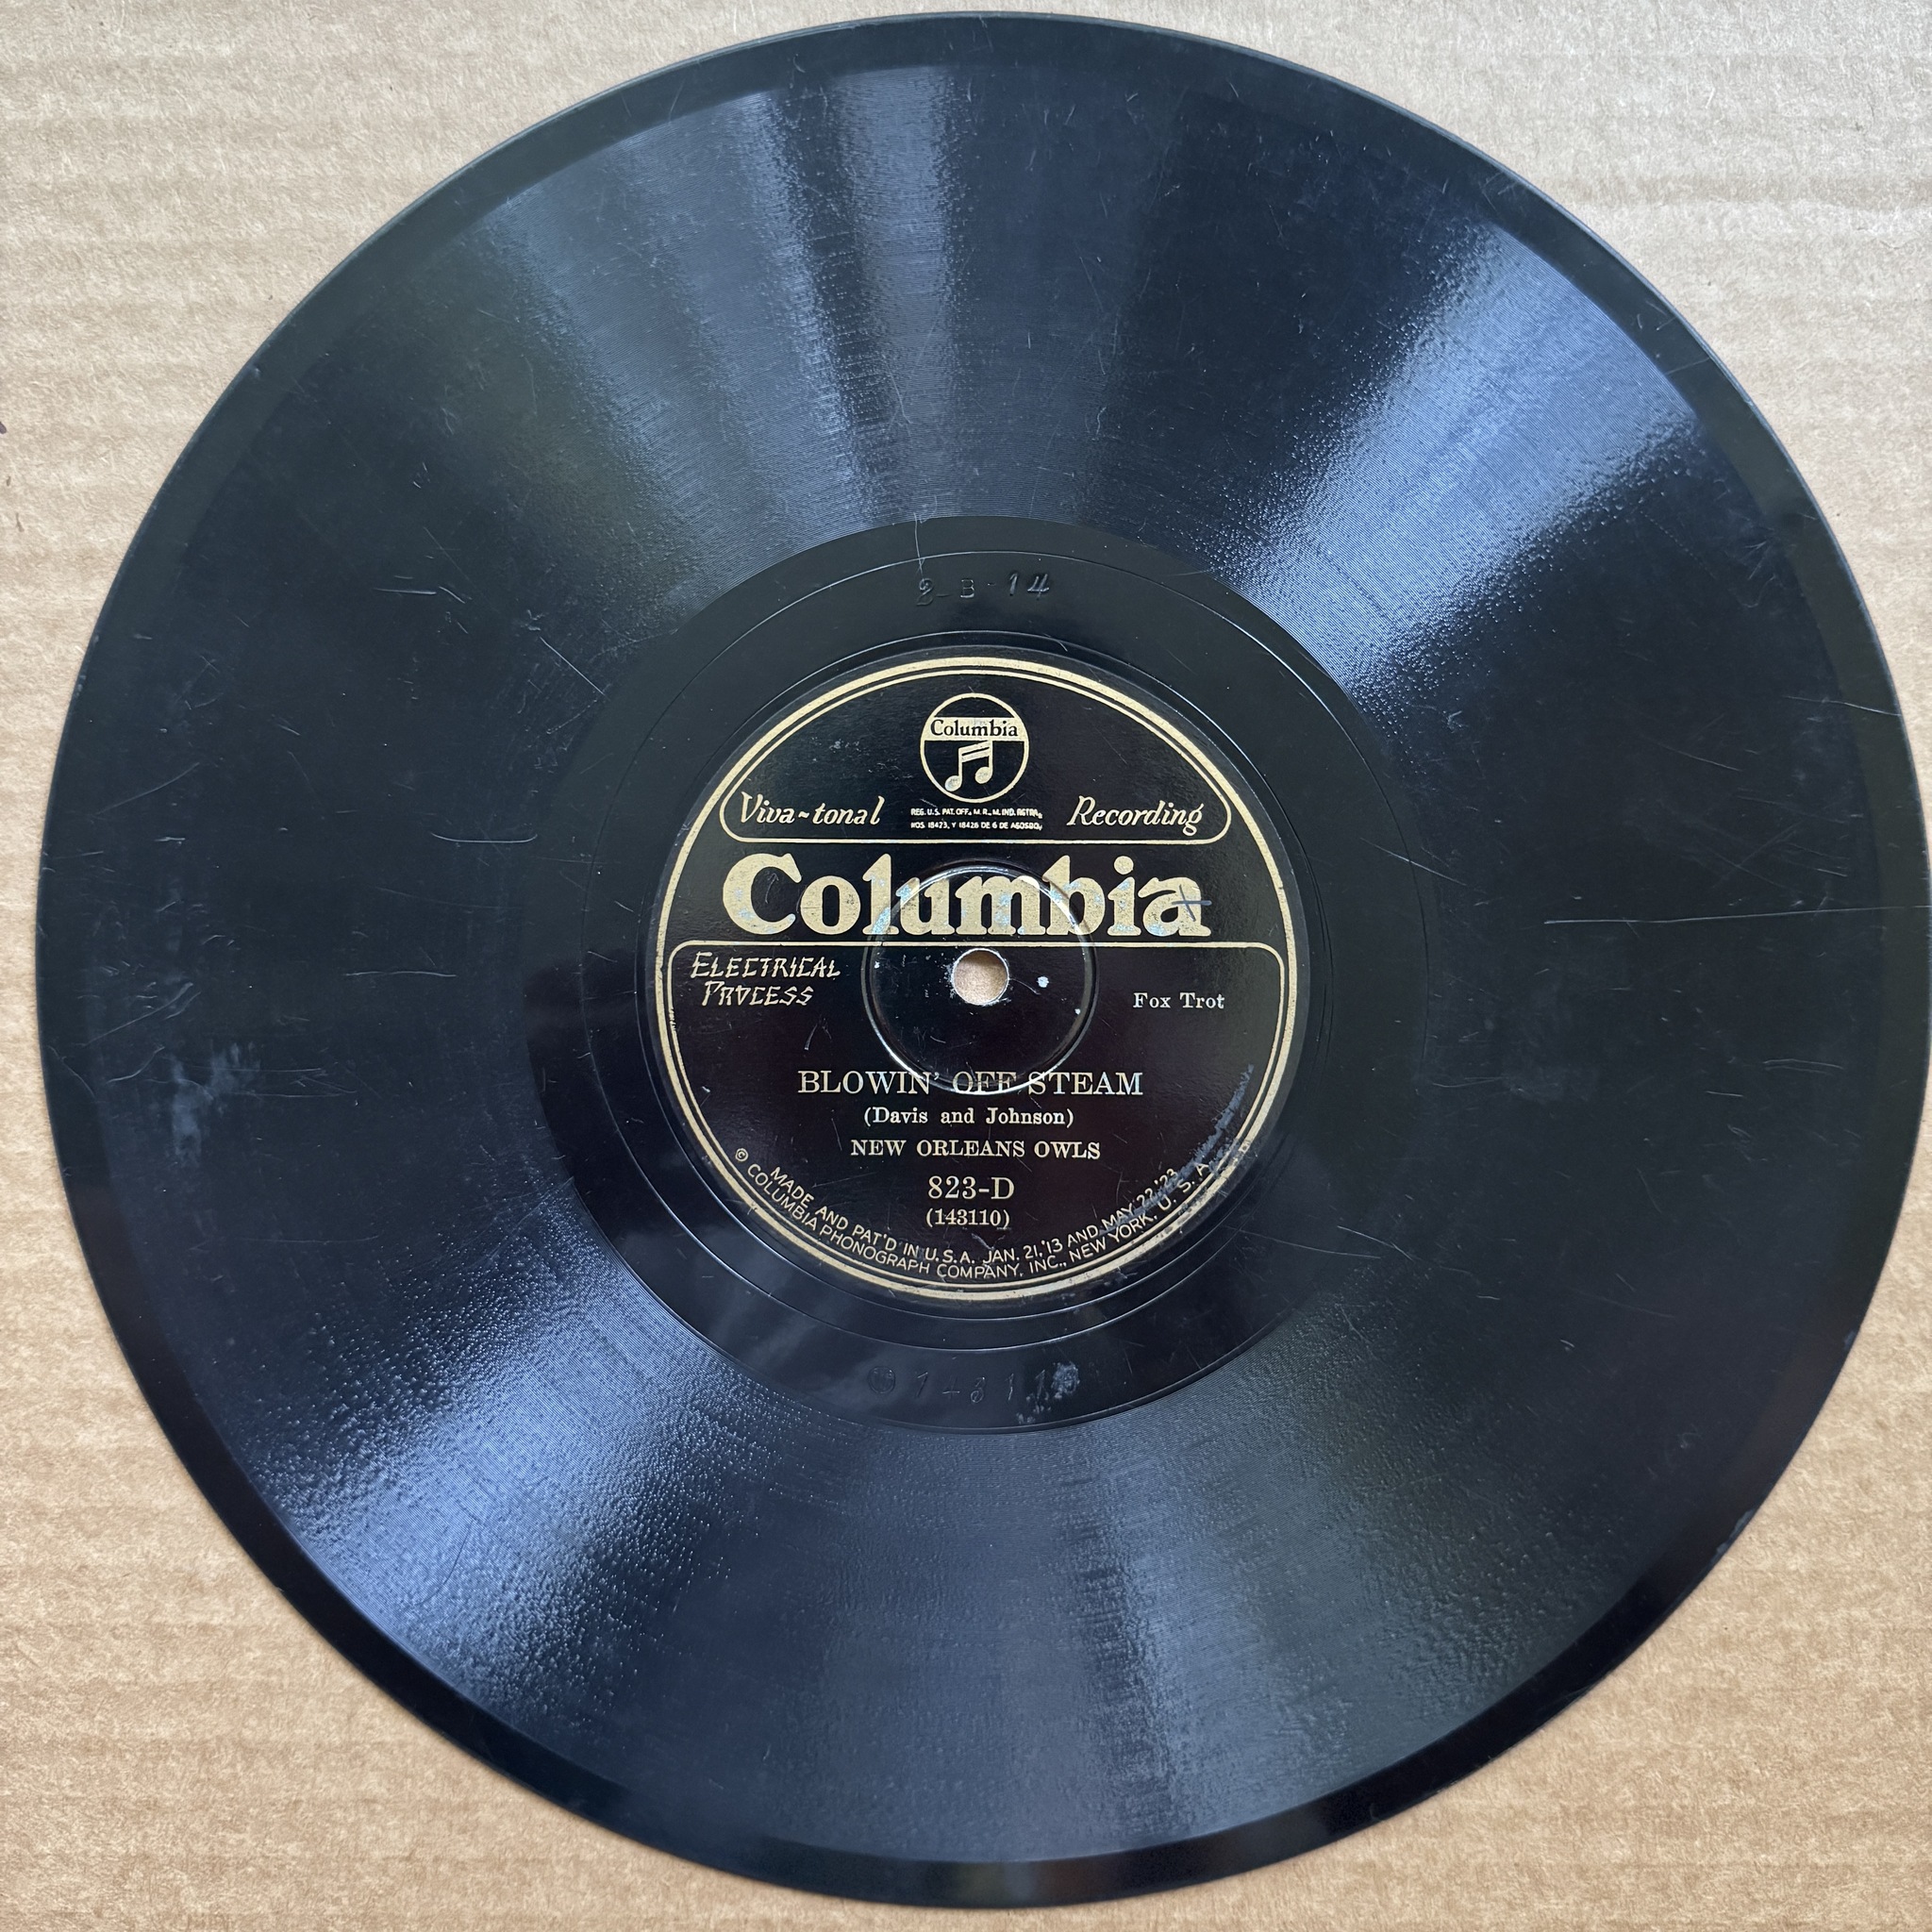 2-B-14
Columbia
Viva-tonal Recording
REG. U.S. PAT. OFF.
Columbia
ELECTRICAL
PROCESS
Fox Trot
BLOWIN' OFF STEAM
(Davis and Johnson)
NEW ORLEANS OWLS
823-D
(143110)
MADE AND PAT'D IN U.S.A. JAN. 21,'13 AND MAY 22,'23
© COLUMBIA PHONOGRAPH COMPANY, INC., NEW YORK, U. S. A.